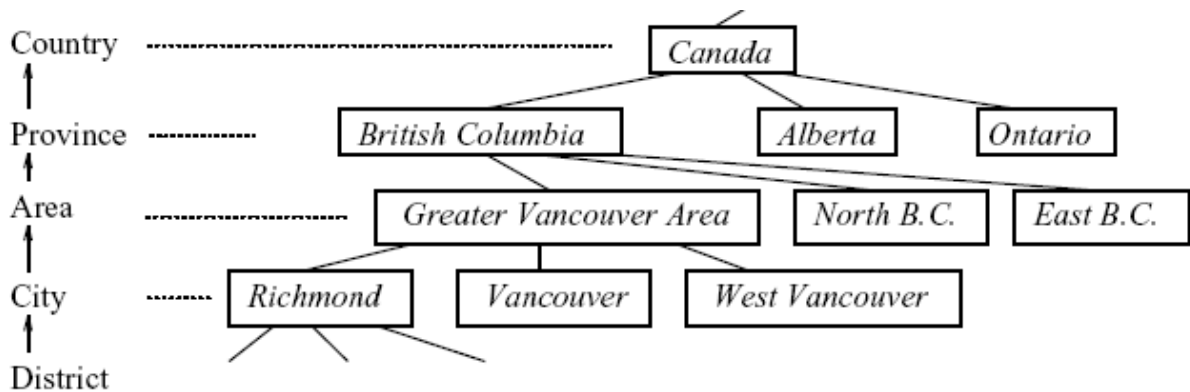 Country
Canada
Province
British Columbia
Alberta
Ontario
Area
Greater Vancouver Area
North B.C.
East B.C.
City
Richmond
Vancouver
West Vancouver
District